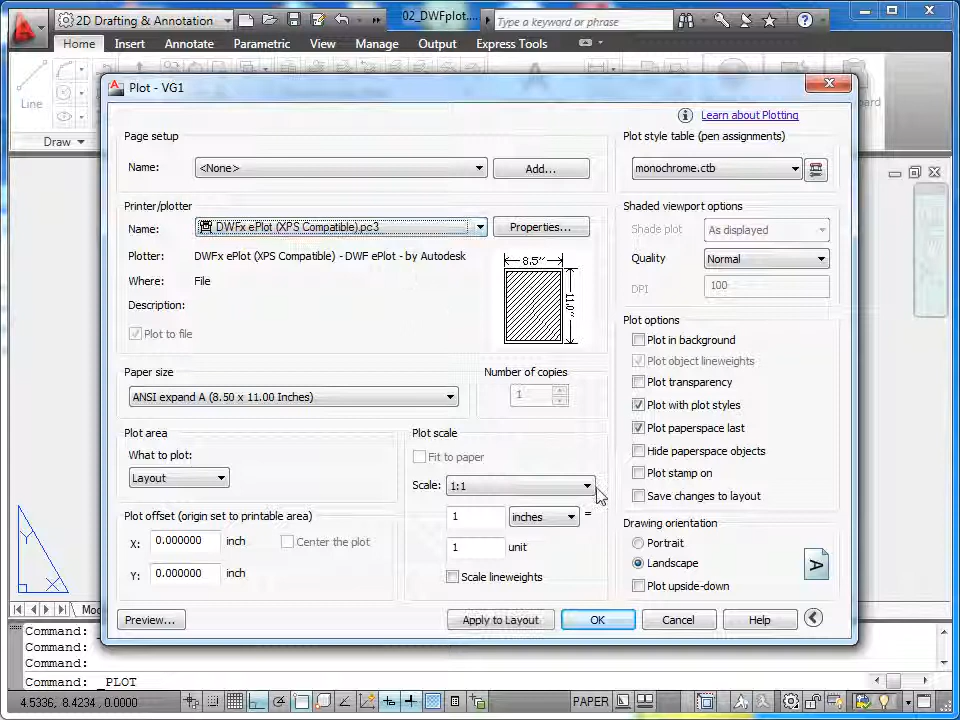 2D Drafting & Annotation
02_DWFplot....
Type a keyword or phrase
Home Insert Annotate Parametric View Manage Output Express Tools
Line
Draw
Plot - VG1
Learn about Plotting
Page setup
Name: <None> Add...
Plot style table (pen assignments)
monochrome.ctb
Printer/plotter
Name: DWFx ePlot (XPS Compatible).pc3 Properties...
Plotter: DWFx ePlot (XPS Compatible) - DWF ePlot - by Autodesk
Where: File
Description:
Plot to file
8.5''
11.0''
Shaded viewport options
Shade plot As displayed
Quality Normal
DPI 100
Paper size
ANSI expand A (8.50 x 11.00 Inches)
Number of copies
1
Plot options
Plot in background
Plot object lineweights
Plot transparency
Plot with plot styles
Plot paperspace last
Hide paperspace objects
Plot stamp on
Save changes to layout
Plot area
What to plot:
Layout
Plot scale
Fit to paper
Scale: 1:1
1 inches =
1 unit
Scale lineweights
Plot offset (origin set to printable area)
X: 0.000000 inch Center the plot
Y: 0.000000 inch
Drawing orientation
Portrait
Landscape
Plot upside-down
A
Preview... Apply to Layout OK Cancel Help
Y
X
Command:
Command:
Command:
Command: _PLOT
4.5336, 8.4234, 0.0000 PAPER